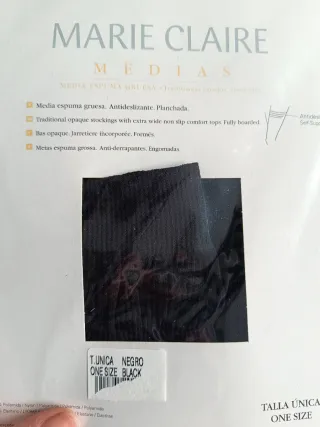 MARIE CLAIRE
MEDIAS
Media espuma gruesa. Antideslizante. Planchada.
Traditional opaque stockings with extra wide non slip comfort tops. Fully boarded.
Bas opaque. Jarretière incorporée. Formés.
Meias espuma grossa. Anti-derrapantes. Engomadas.
T.UNICA NEGRO
ONE SIZE BLACK
TALLA ÚNICA
ONE SIZE